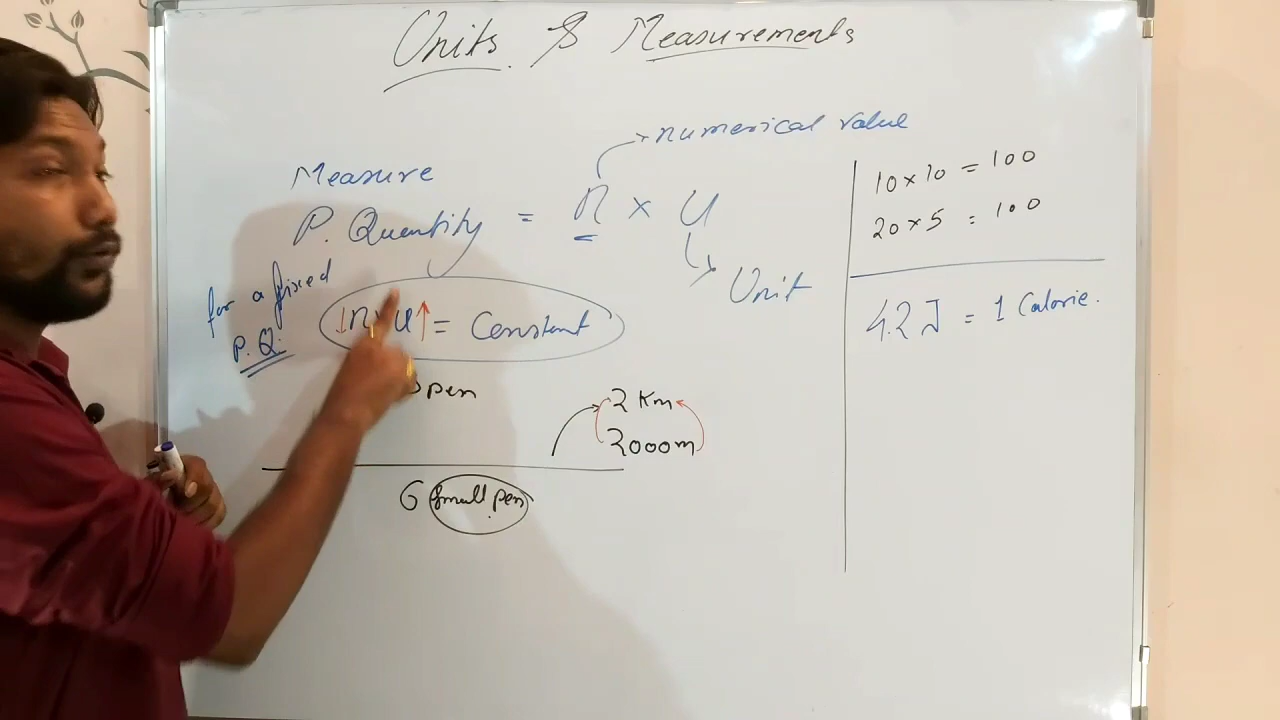 Units & Measurements
numerical value
Measure
P. Quantity = n × u
Unit
for a fixed
P.Q.
↓n × u↑ = Constant
pen
2 Km
2000m
6 Small pen
10×10 = 100
20×5 = 100
4.2 J = 1 Calorie.